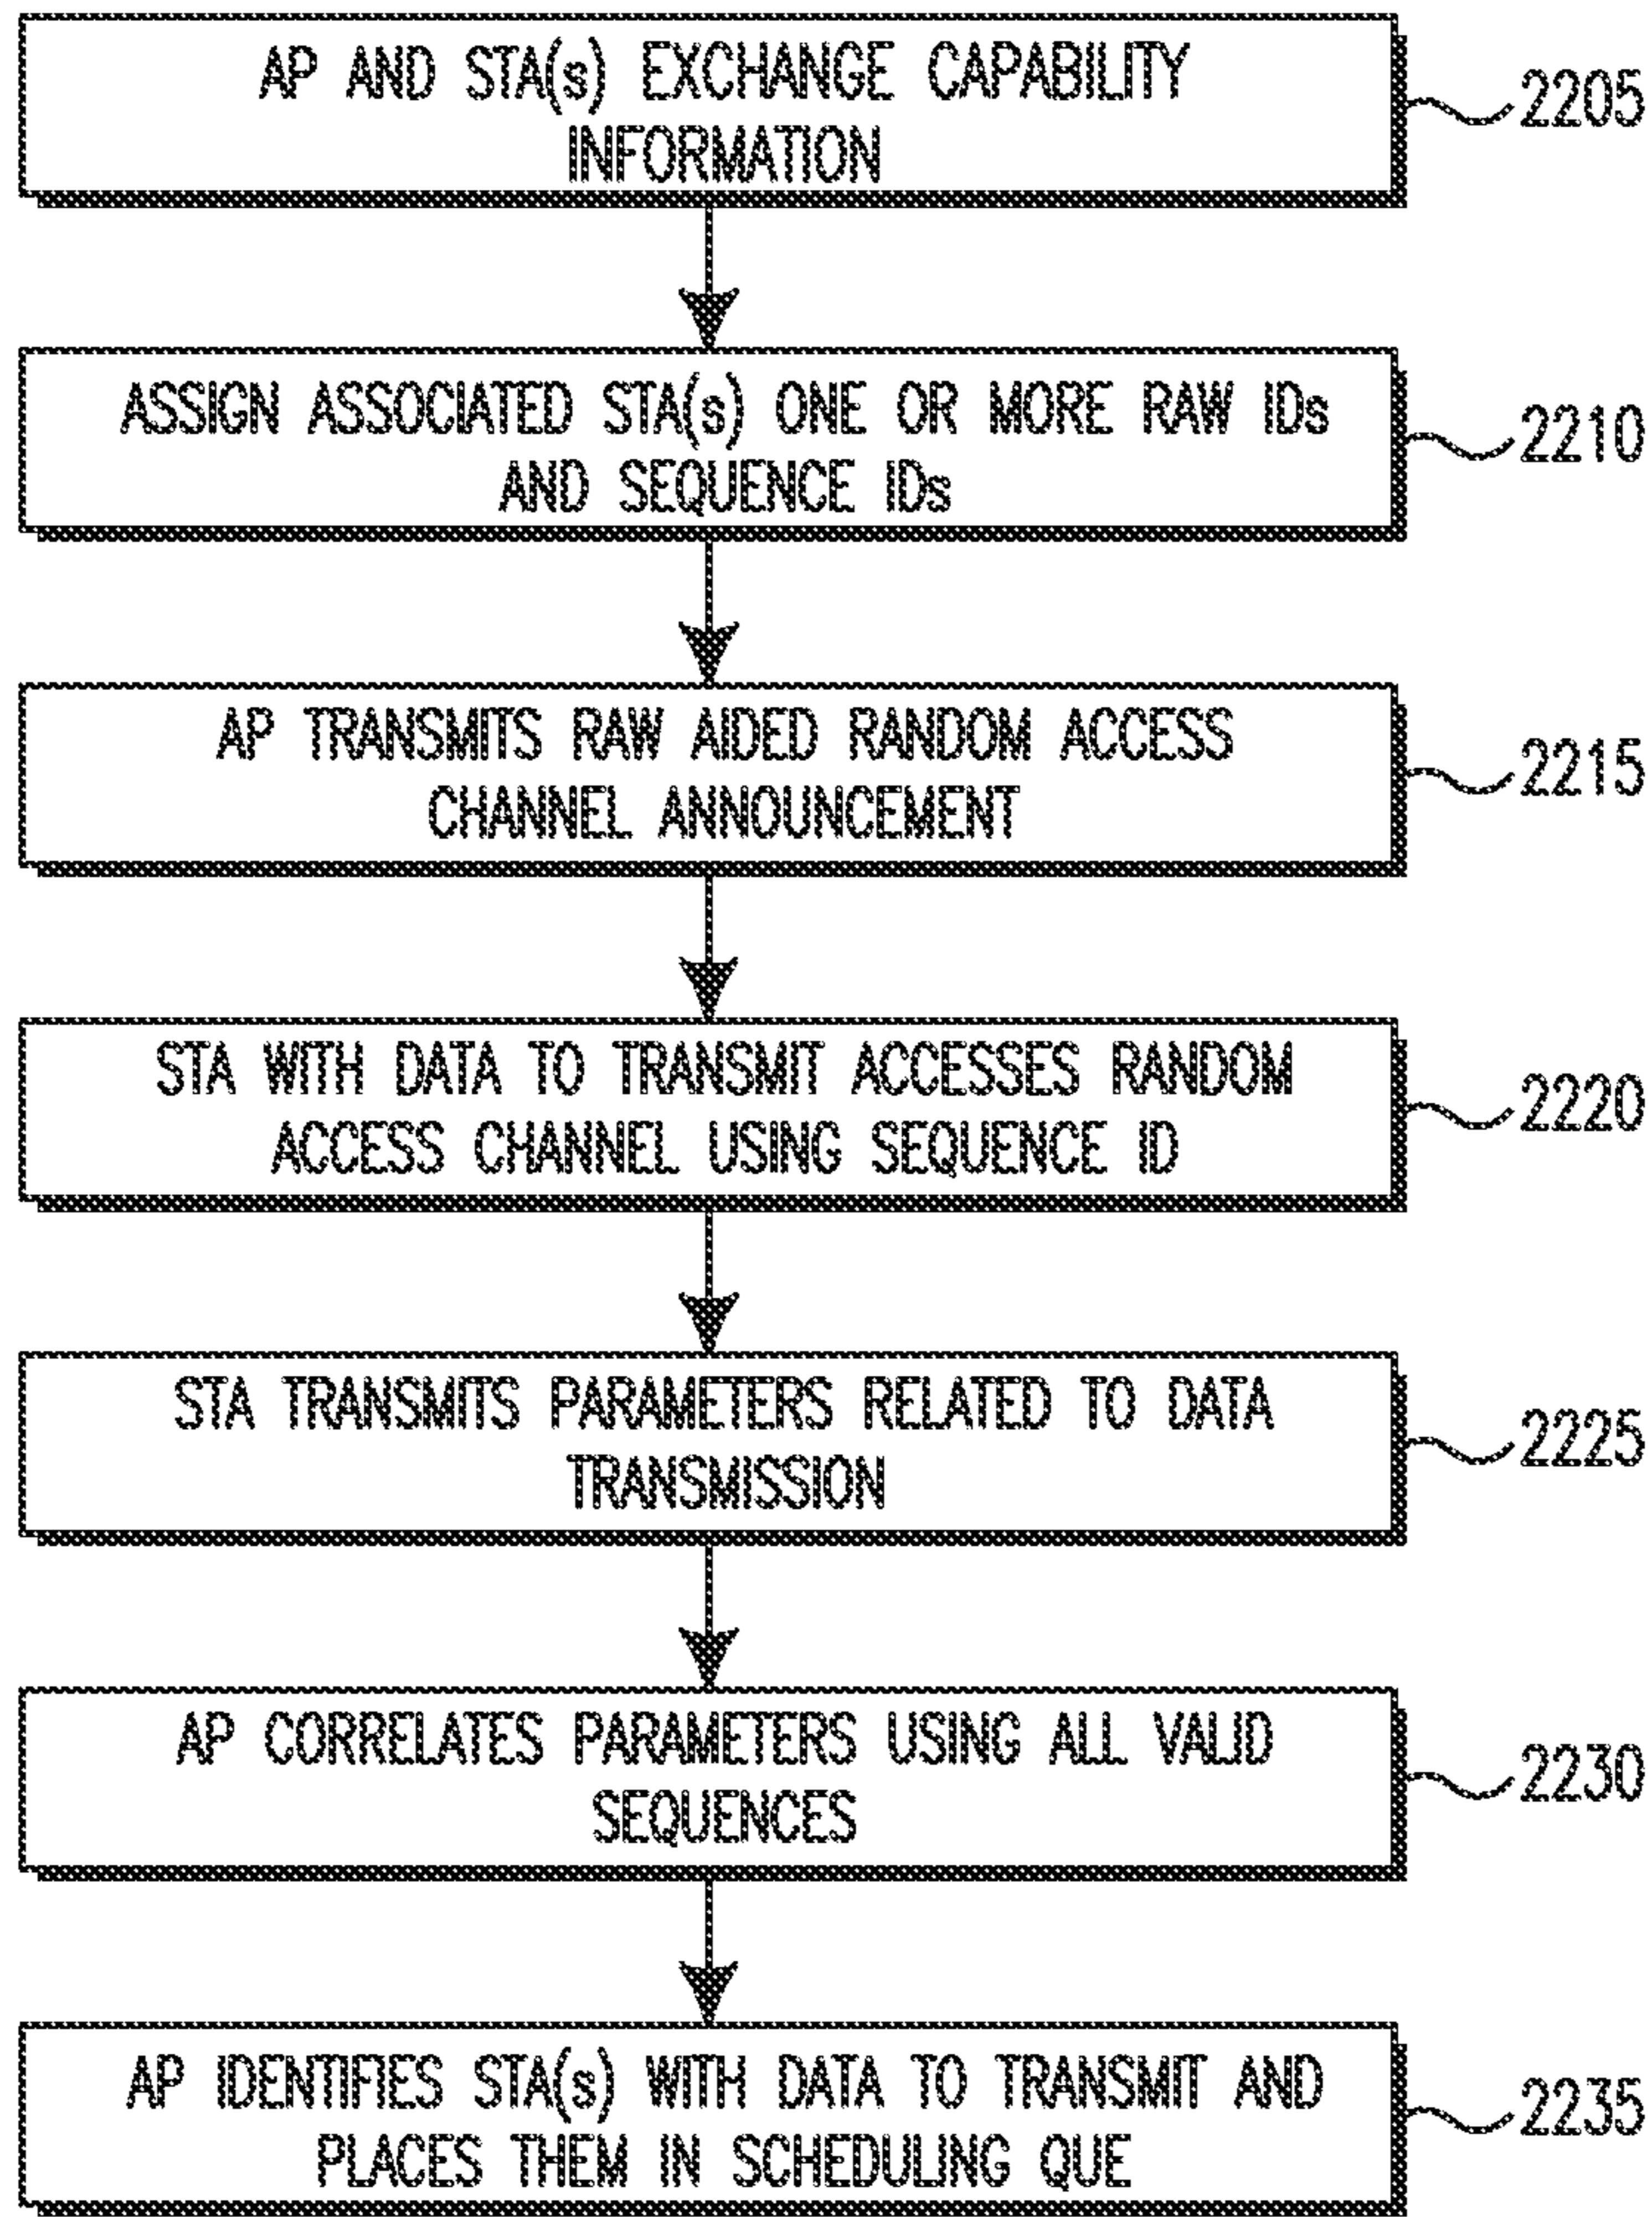 AP AND STA(s) EXCHANGE CAPABILITY
INFORMATION
2205
ASSIGN ASSOCIATED STA(s) ONE OR MORE RAW IDs
AND SEQUENCE IDs
2210
AP TRANSMITS RAW AIDED RANDOM ACCESS
CHANNEL ANNOUNCEMENT
2215
STA WITH DATA TO TRANSMIT ACCESSES RANDOM
ACCESS CHANNEL USING SEQUENCE ID
2220
STA TRANSMITS PARAMETERS RELATED TO DATA
TRANSMISSION
2225
AP CORRELATES PARAMETERS USING ALL VALID
SEQUENCES
2230
AP IDENTIFIES STA(s) WITH DATA TO TRANSMIT AND
PLACES THEM IN SCHEDULING QUE
2235